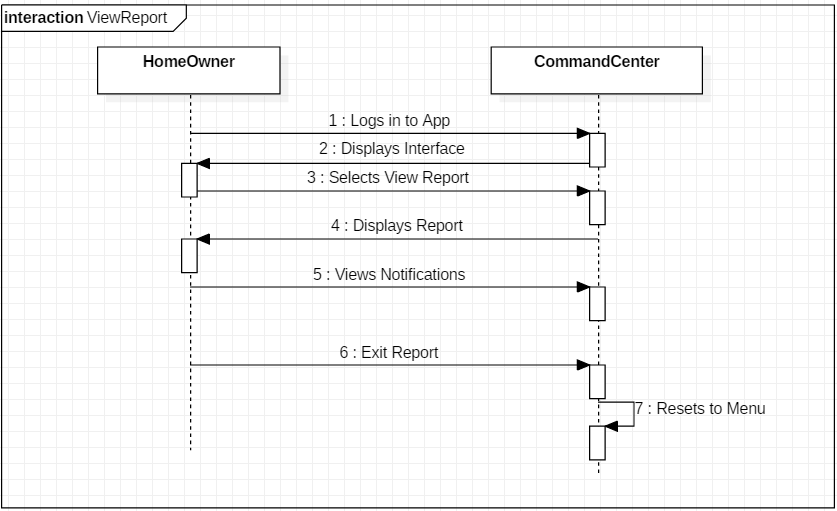 interaction ViewReport
HomeOwner
CommandCenter
1 : Logs in to App
2 : Displays Interface
3 : Selects View Report
4 : Displays Report
5 : Views Notifications
6 : Exit Report
7 : Resets to Menu